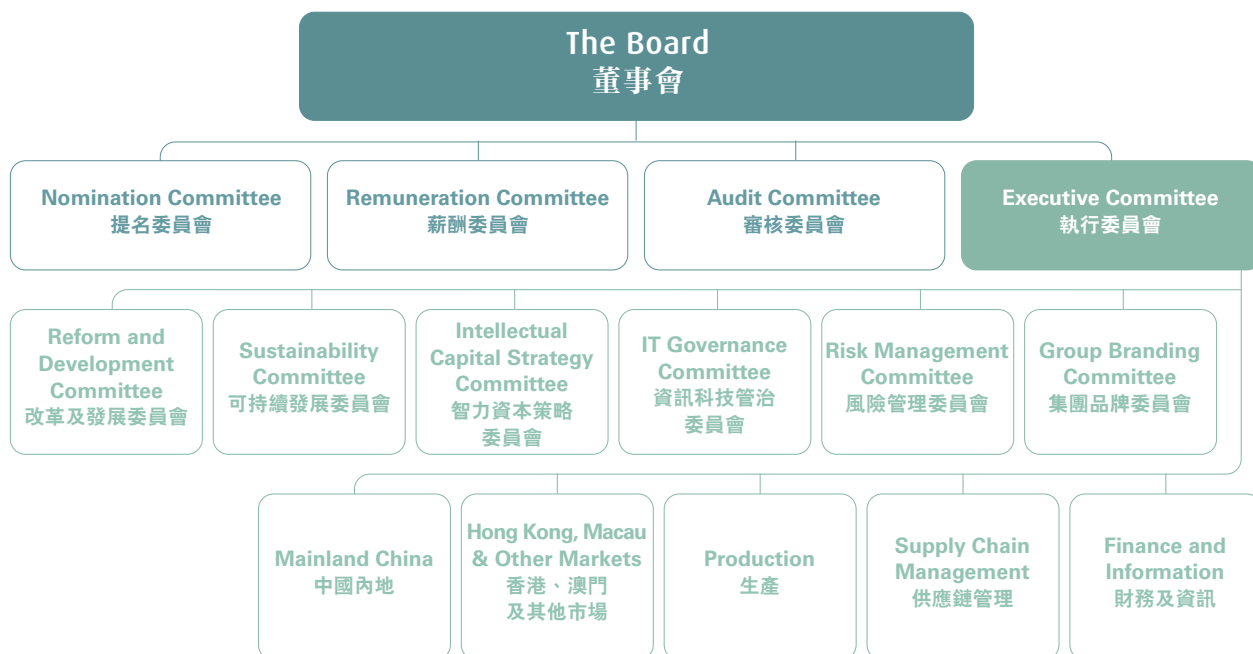 The Board
董事會
Nomination Committee
提名委員會
Remuneration Committee
薪酬委員會
Audit Committee
審核委員會
Executive Committee
執行委員會
Reform and
Development
Committee
改革及發展委員會
Sustainability
Committee
可持續發展委員會
Intellectual
Capital Strategy
Committee
智力資本策略
委員會
IT Governance
Committee
資訊科技管治
委員會
Risk Management
Committee
風險管理委員會
Group Branding
Committee
集團品牌委員會
Mainland China
中國內地
Hong Kong, Macau
& Other Markets
香港、澳門
及其他市場
Production
生產
Supply Chain
Management
供應鏈管理
Finance and
Information
財務及資訊